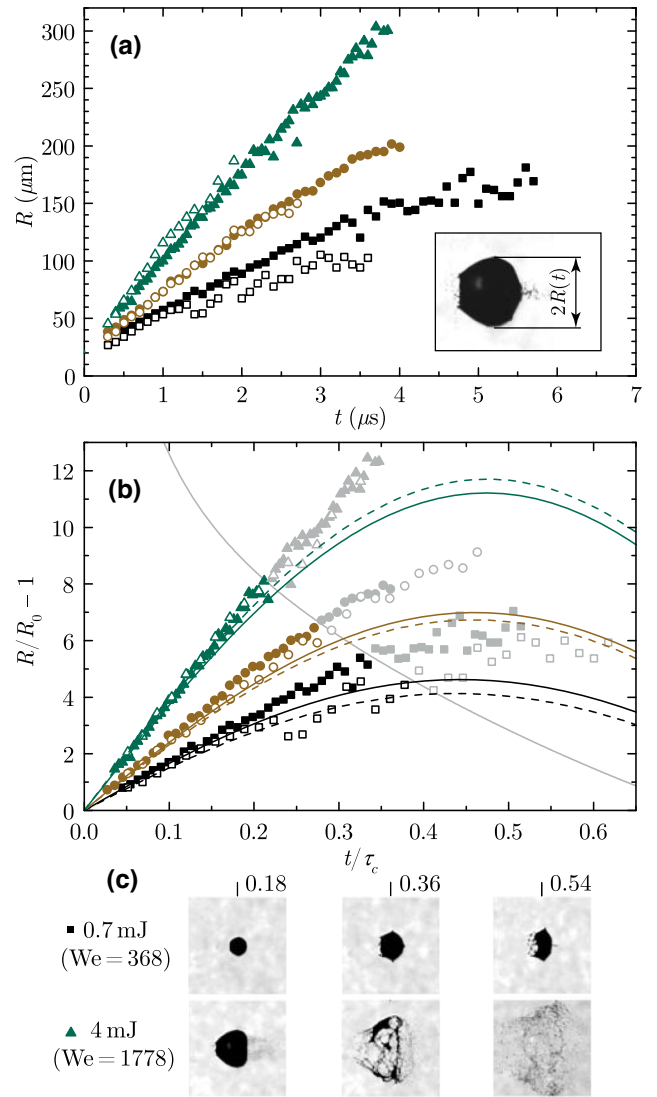 (a)
300
250
200
150
100
50
0
R (μm)
2R(t)
0 1 2 3 4 5 6 7
t (μs)
(b)
12
10
8
6
4
2
0
R/R₀ − 1
0.0 0.1 0.2 0.3 0.4 0.5 0.6
t/τc
(c)
0.18 0.36 0.54
0.7 mJ
(We = 368)
4 mJ
(We = 1778)